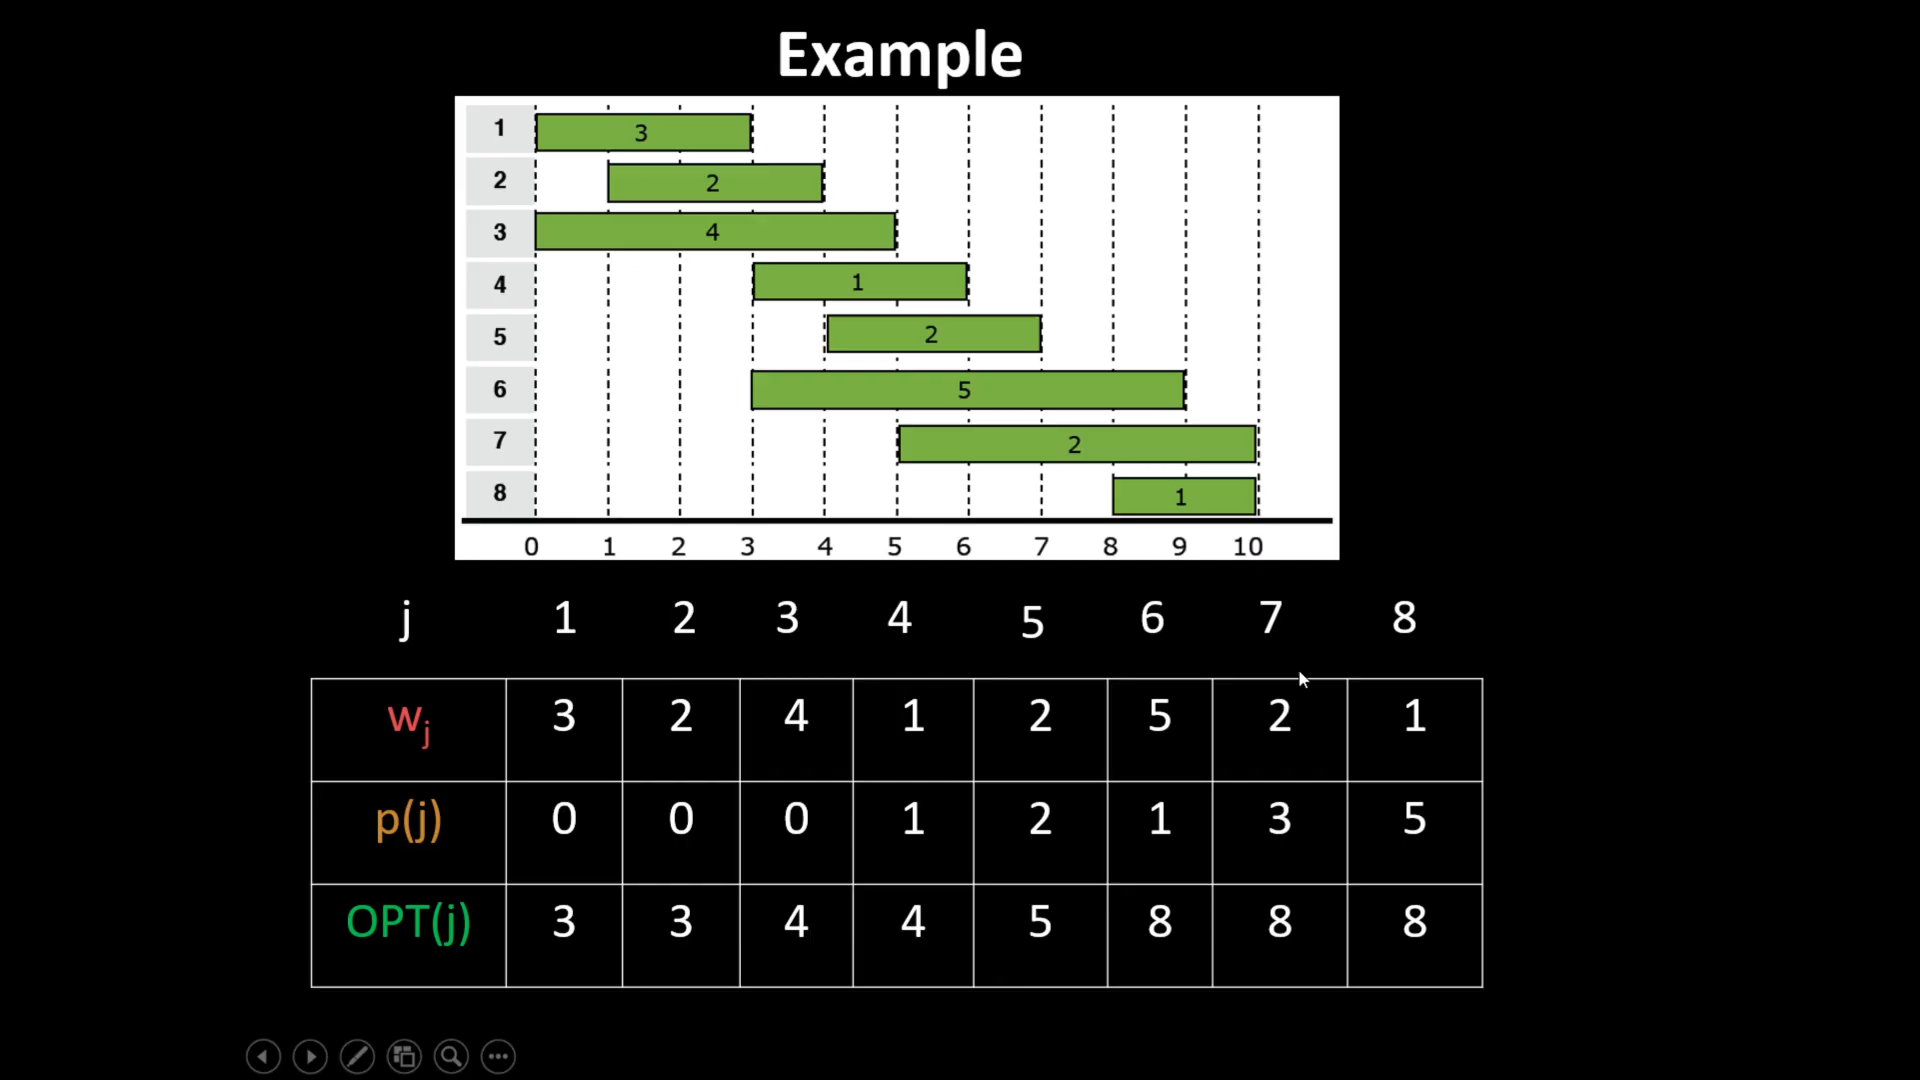 Example
1 3
2 2
3 4
4 1
5 2
6 5
7 2
8 1
0 1 2 3 4 5 6 7 8 9 10
j 1 2 3 4 5 6 7 8
wj 3 2 4 1 2 5 2 1
p(j) 0 0 0 1 2 1 3 5
OPT(j) 3 3 4 4 5 8 8 8